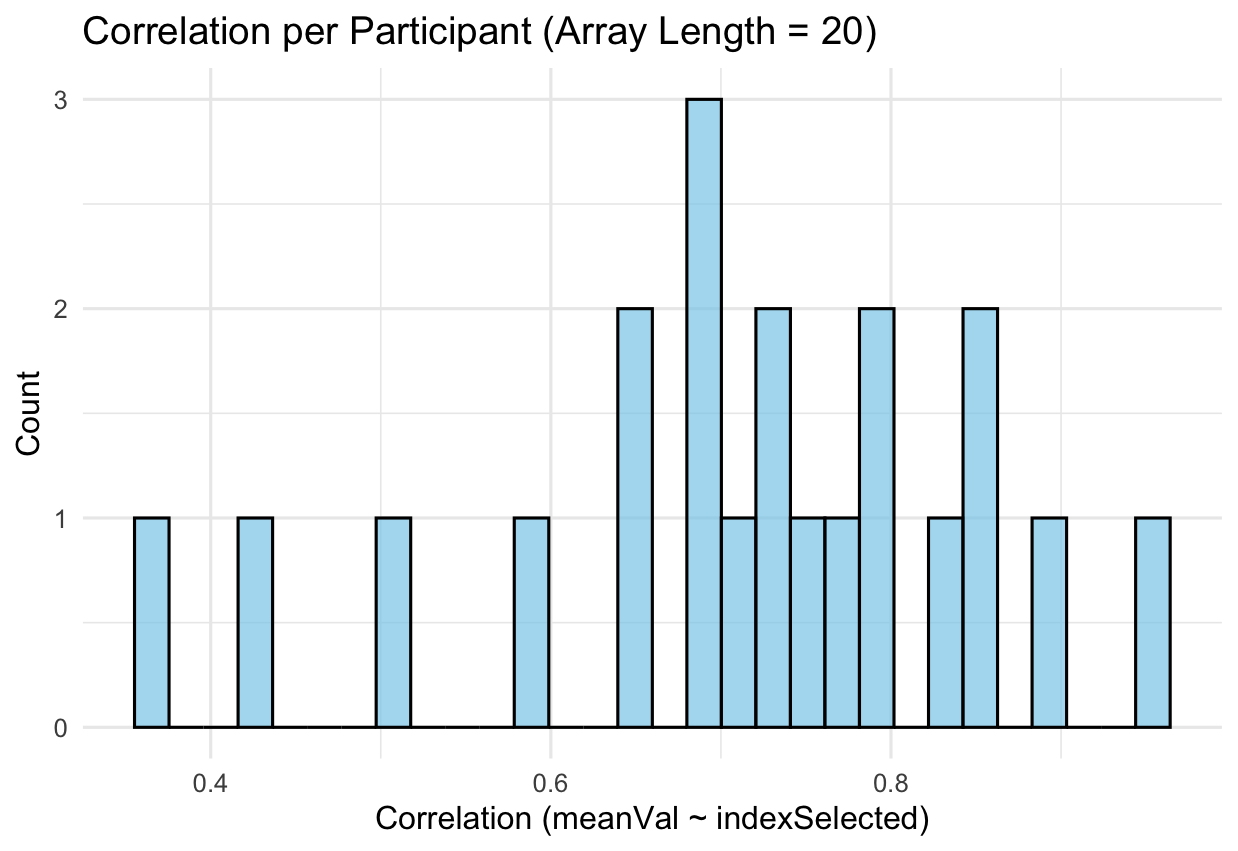 Correlation per Participant (Array Length = 20)
3
2
1
0
Count
0.4 0.6 0.8
Correlation (meanVal ~ indexSelected)